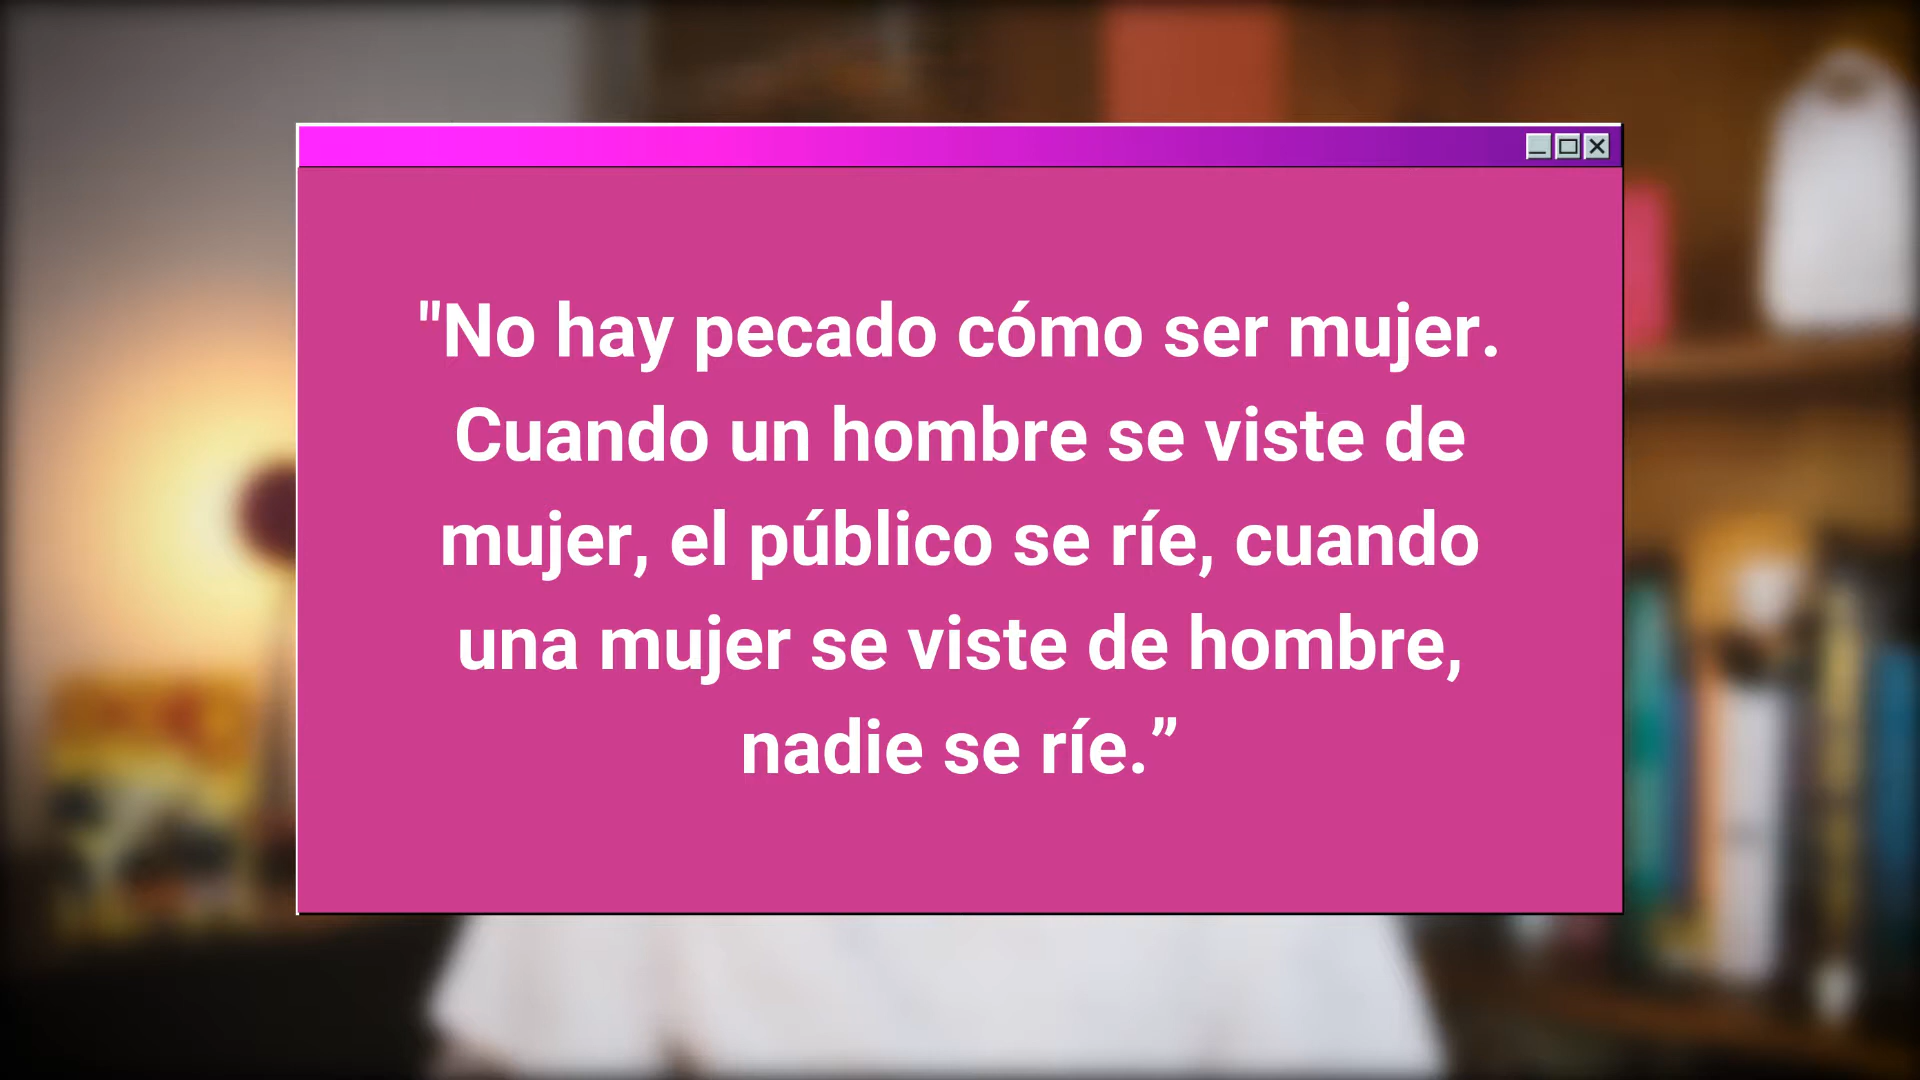 "No hay pecado cómo ser mujer.
Cuando un hombre se viste de
mujer, el público se ríe, cuando
una mujer se viste de hombre,
nadie se ríe.”